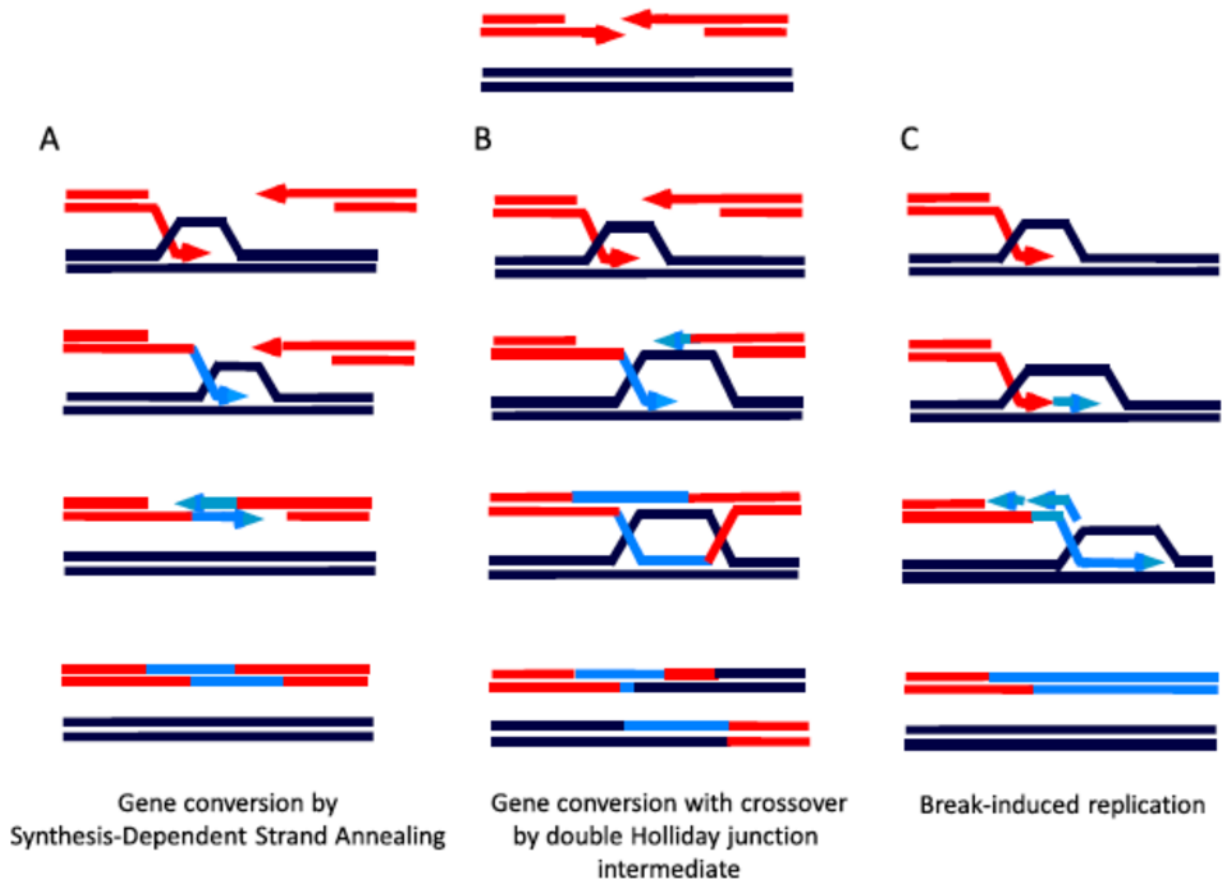 A
B
C
Gene conversion by
Synthesis-Dependent Strand Annealing
Gene conversion with crossover
by double Holliday junction
intermediate
Break-induced replication